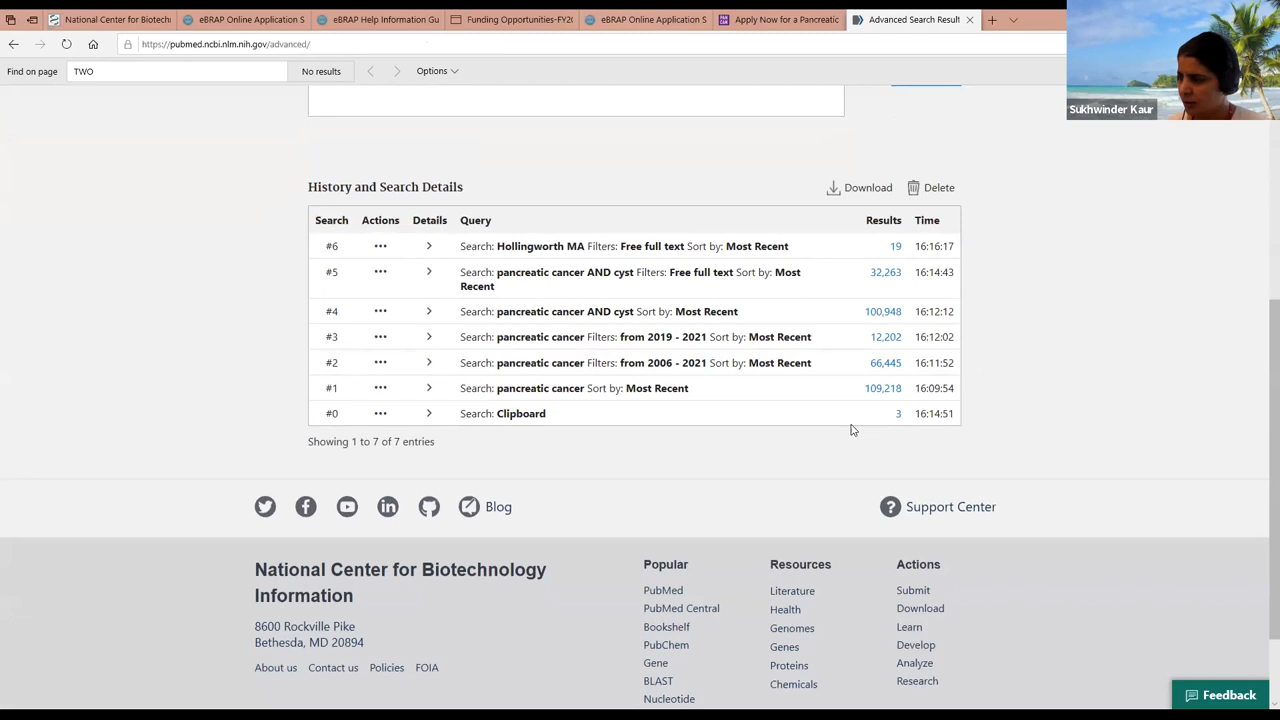 National Center for Biotechn
eBRAP Online Application S
eBRAP Help Information Gu
Funding Opportunities-FY20
eBRAP Online Application S
PAN CAN
Apply Now for a Pancreatic
Advanced Search Result
https://pubmed.ncbi.nlm.nih.gov/advanced/
Find on page
TWO
No results
Options
Sukhwinder Kaur
History and Search Details
Download
Delete
Search Actions Details Query Results Time
#6 Search: Hollingworth MA Filters: Free full text Sort by: Most Recent 19 16:16:17
#5 Search: pancreatic cancer AND cyst Filters: Free full text Sort by: Most 32,263 16:14:43
Recent
#4 Search: pancreatic cancer AND cyst Sort by: Most Recent 100,948 16:12:12
#3 Search: pancreatic cancer Filters: from 2019 - 2021 Sort by: Most Recent 12,202 16:12:02
#2 Search: pancreatic cancer Filters: from 2006 - 2021 Sort by: Most Recent 66,445 16:11:52
#1 Search: pancreatic cancer Sort by: Most Recent 109,218 16:09:54
#0 Search: Clipboard 3 16:14:51
Showing 1 to 7 of 7 entries
Blog
Support Center
National Center for Biotechnology
Information
8600 Rockville Pike
Bethesda, MD 20894
About us Contact us Policies FOIA
Popular
PubMed
PubMed Central
Bookshelf
PubChem
Gene
BLAST
Nucleotide
Resources
Literature
Health
Genomes
Genes
Proteins
Chemicals
Actions
Submit
Download
Learn
Develop
Analyze
Research
Feedback